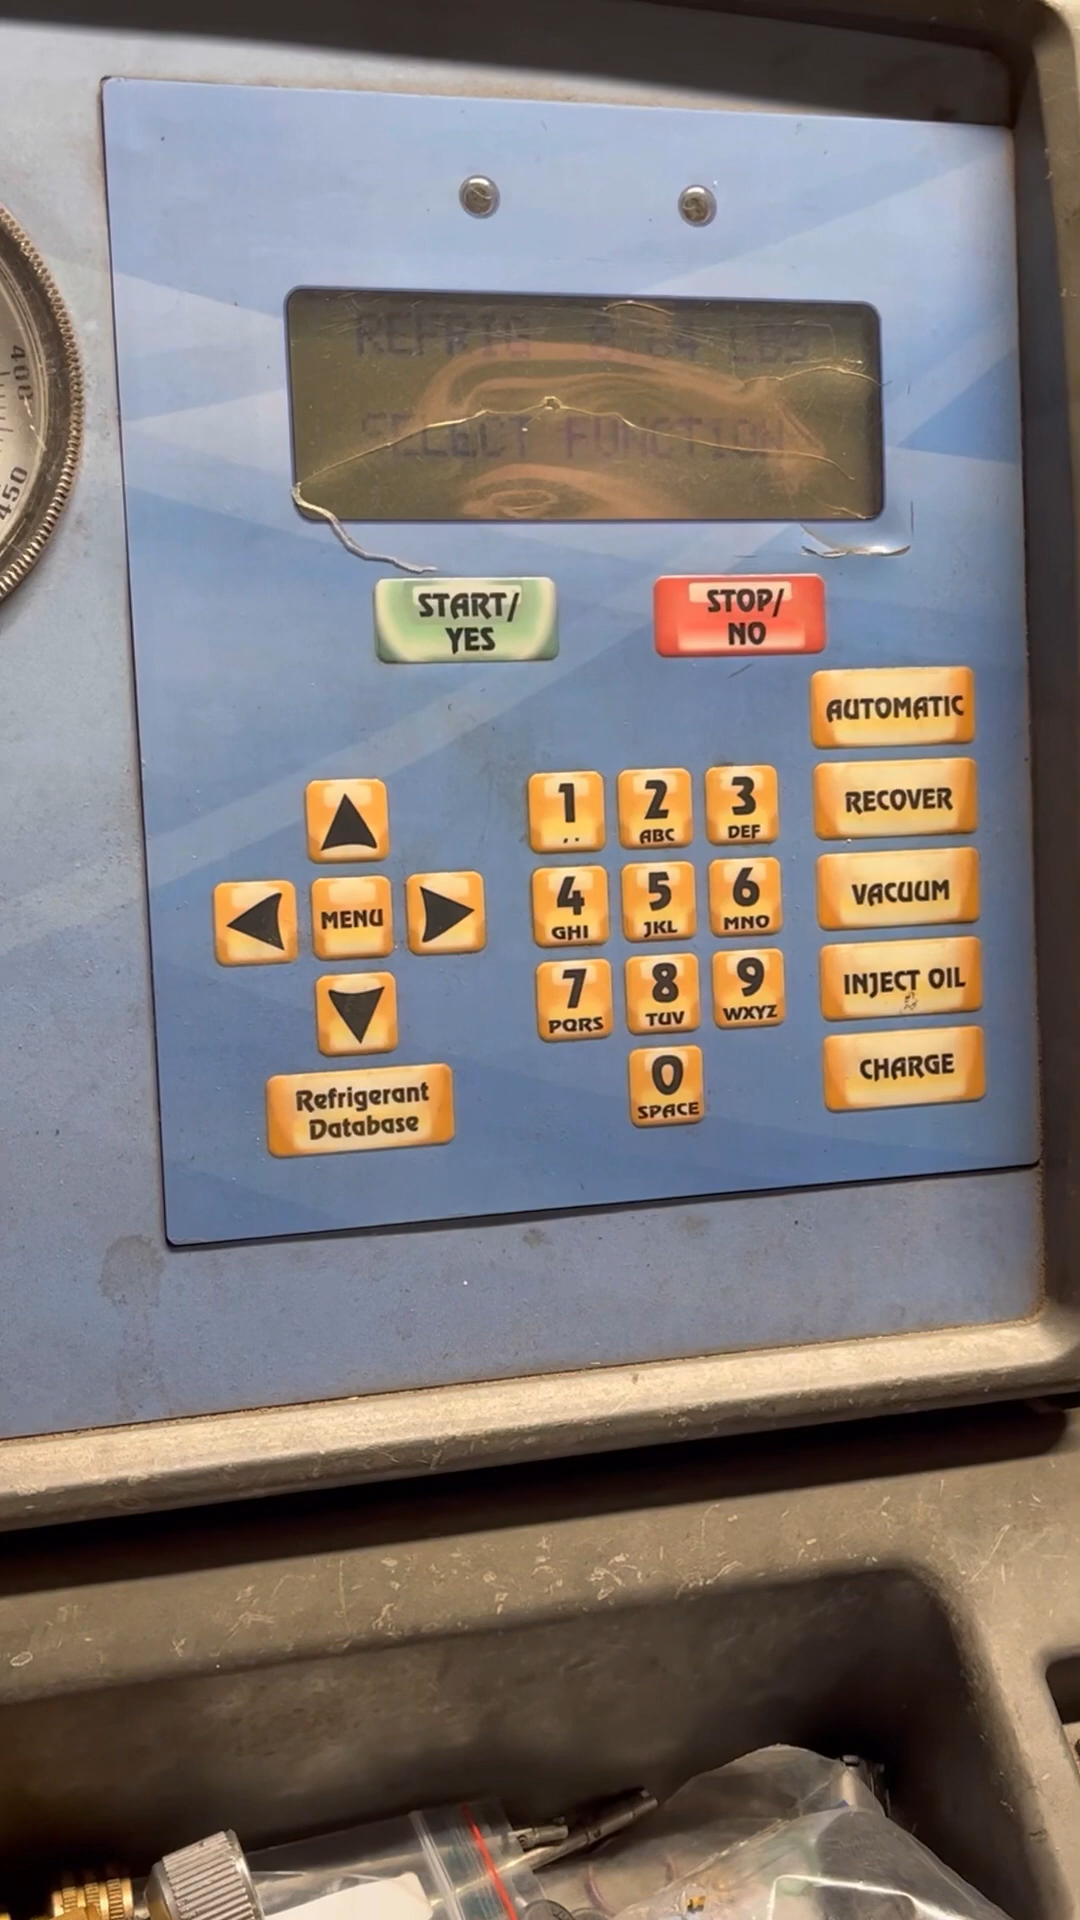 REFRIG LBS
SELECT FUNCTION
400
450
START/
YES
STOP/
NO
AUTOMATIC
RECOVER
VACUUM
INJECT OIL
CHARGE
MENU
1
2
3
ABC
DEF
4
5
6
GHI
JKL
MNO
7
8
9
PQRS
TUV
WXYZ
0
SPACE
Refrigerant
Database